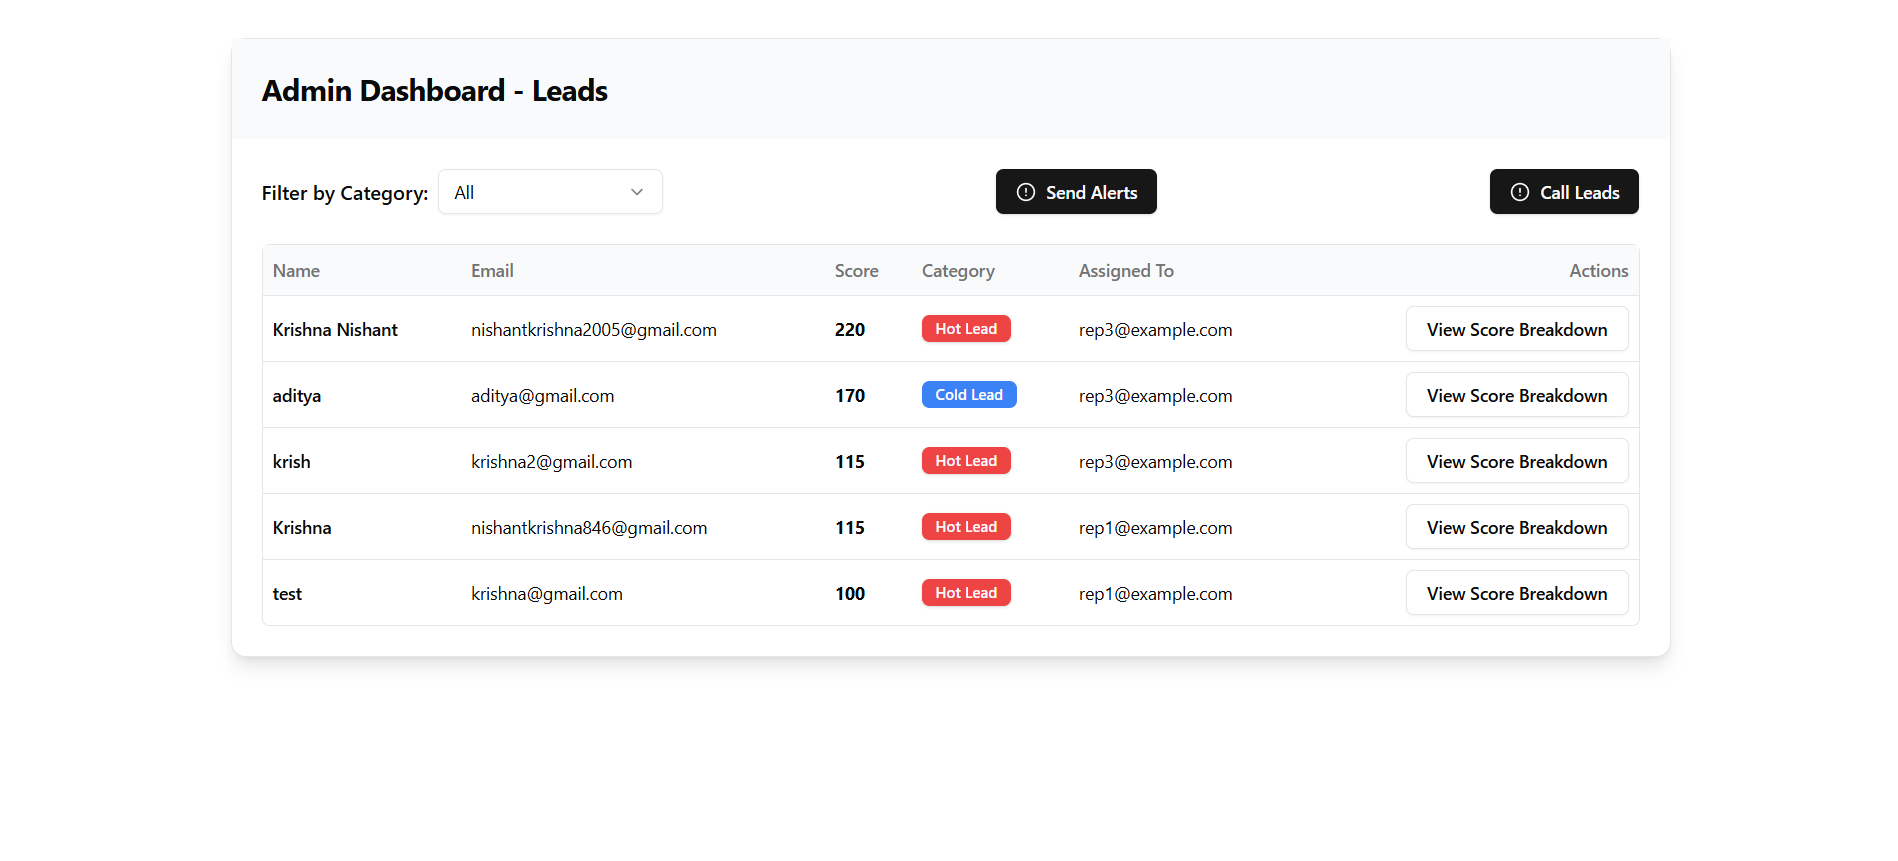 Admin Dashboard - Leads
Filter by Category: All Send Alerts Call Leads
Name Email Score Category Assigned To Actions
Krishna Nishant nishantkrishna2005@gmail.com 220 Hot Lead rep3@example.com View Score Breakdown
aditya aditya@gmail.com 170 Cold Lead rep3@example.com View Score Breakdown
krish krishna2@gmail.com 115 Hot Lead rep3@example.com View Score Breakdown
Krishna nishantkrishna846@gmail.com 115 Hot Lead rep1@example.com View Score Breakdown
test krishna@gmail.com 100 Hot Lead rep1@example.com View Score Breakdown